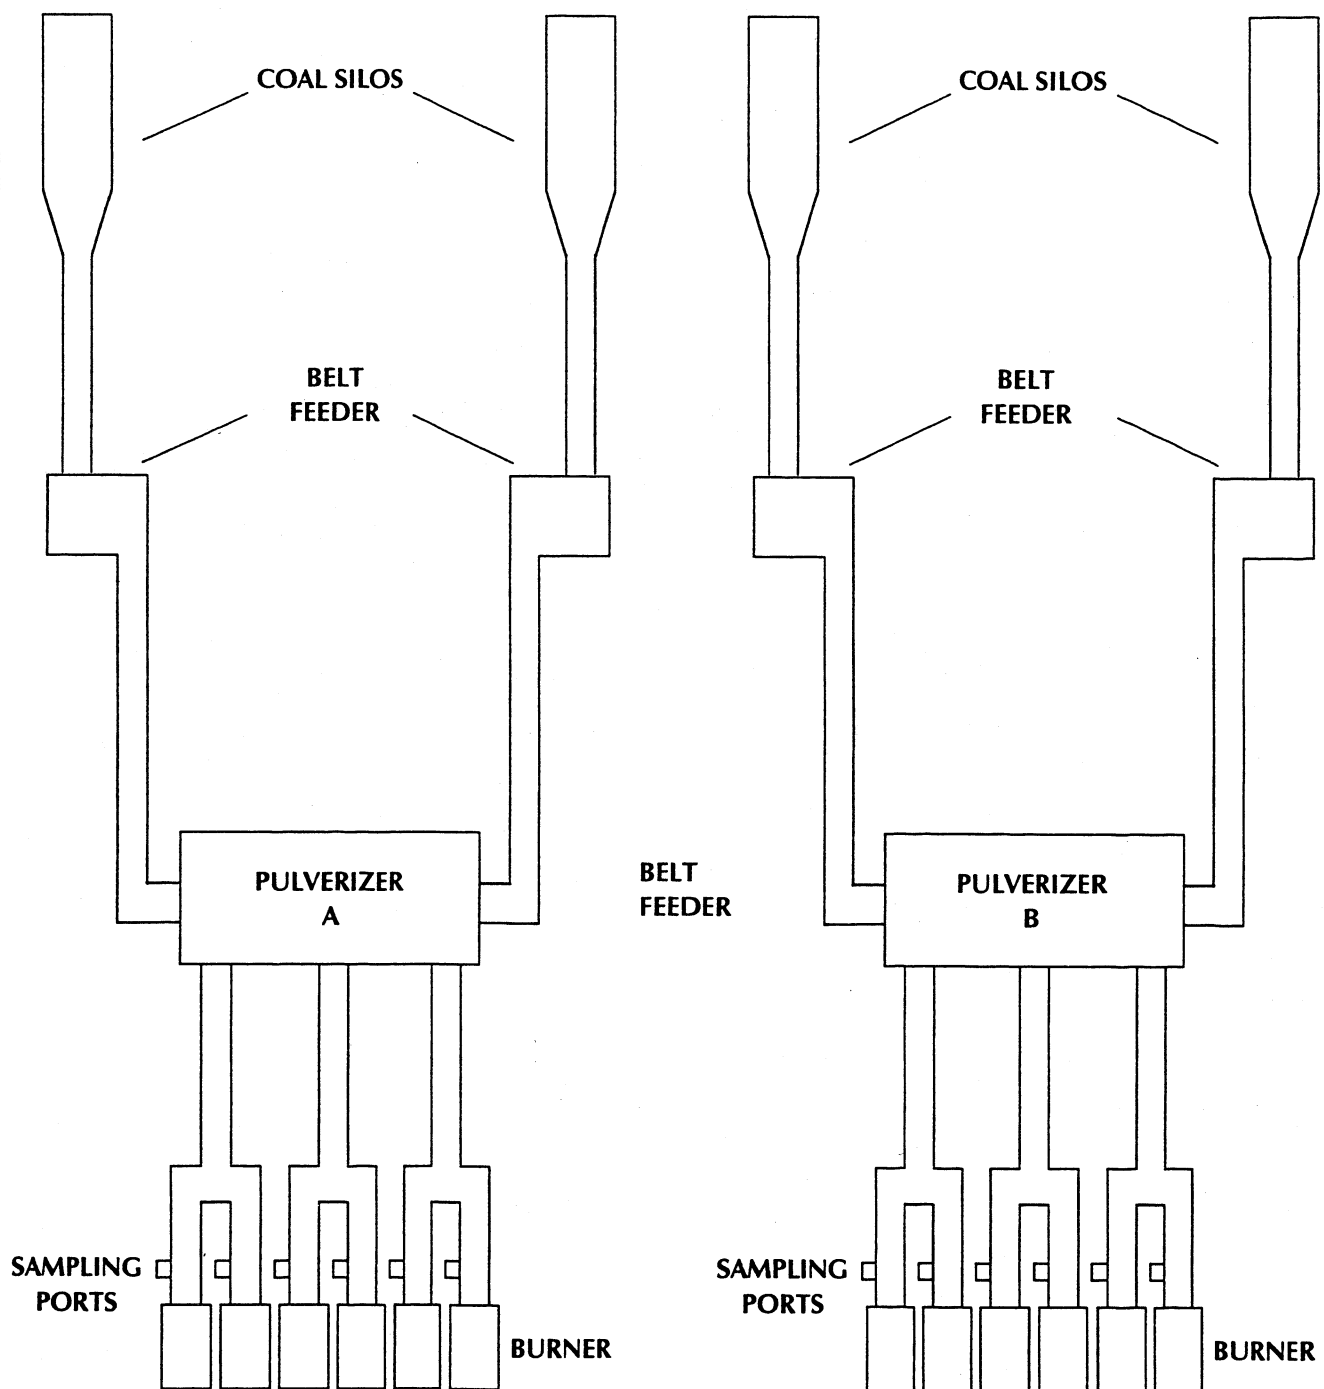 COAL SILOS
COAL SILOS
BELT
FEEDER
BELT
FEEDER
PULVERIZER
A
BELT
FEEDER
PULVERIZER
B
SAMPLING
PORTS
BURNER
SAMPLING
PORTS
BURNER